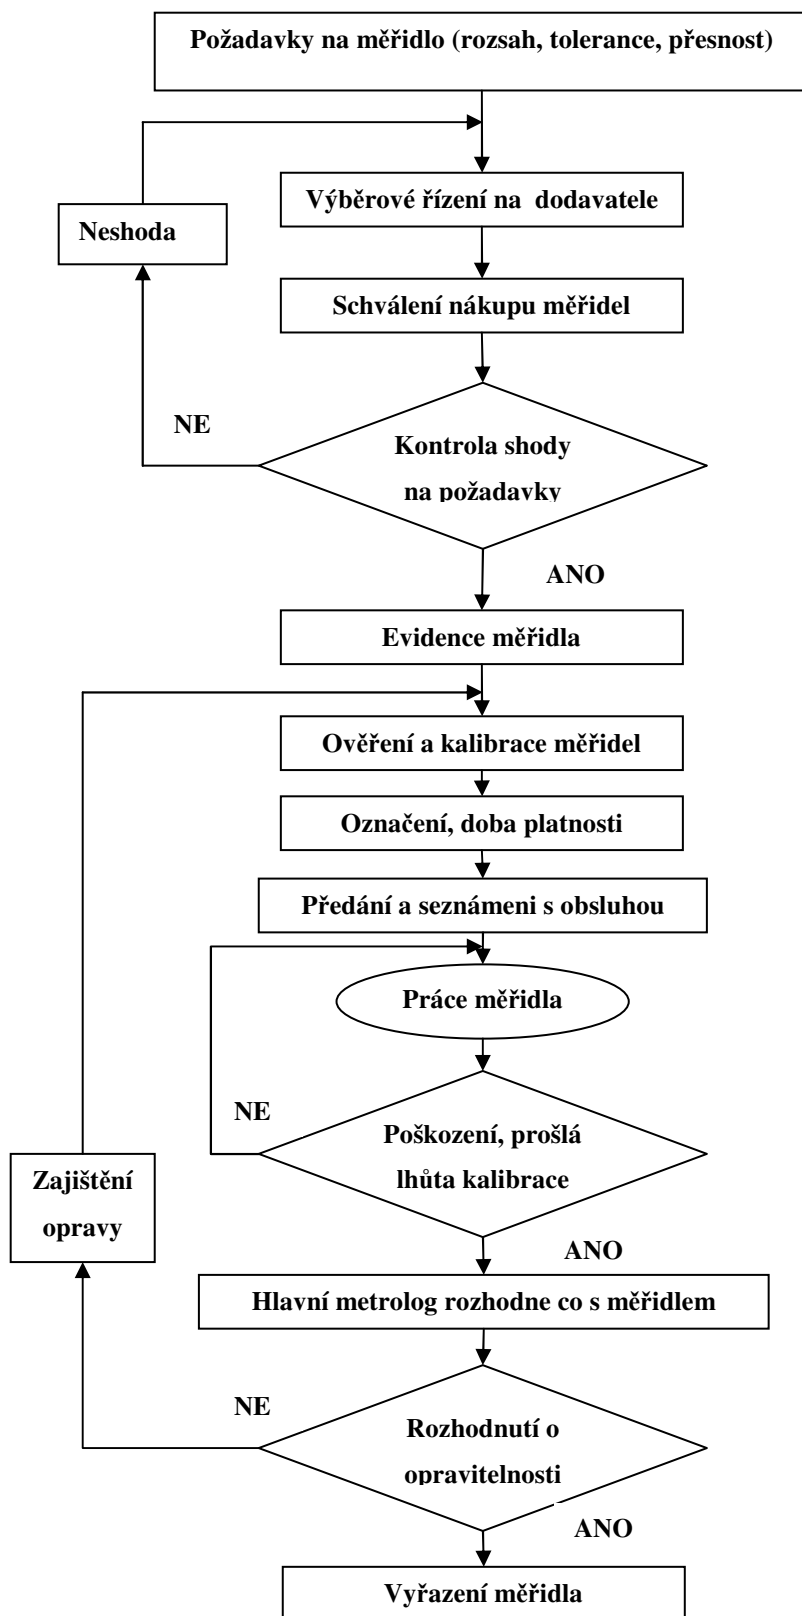 Požadavky na měřidlo (rozsah, tolerance, přesnost)
Výběrové řízení na dodavatele
Neshoda
Schválení nákupu měřidel
NE
Kontrola shody
na požadavky
ANO
Evidence měřidla
Ověření a kalibrace měřidel
Označení, doba platnosti
Předání a seznámeni s obsluhou
Práce měřidla
NE
Poškození, prošlá
lhůta kalibrace
Zajištění
opravy
ANO
Hlavní metrolog rozhodne co s měřidlem
NE
Rozhodnutí o
opravitelnosti
ANO
Vyřazení měřidla